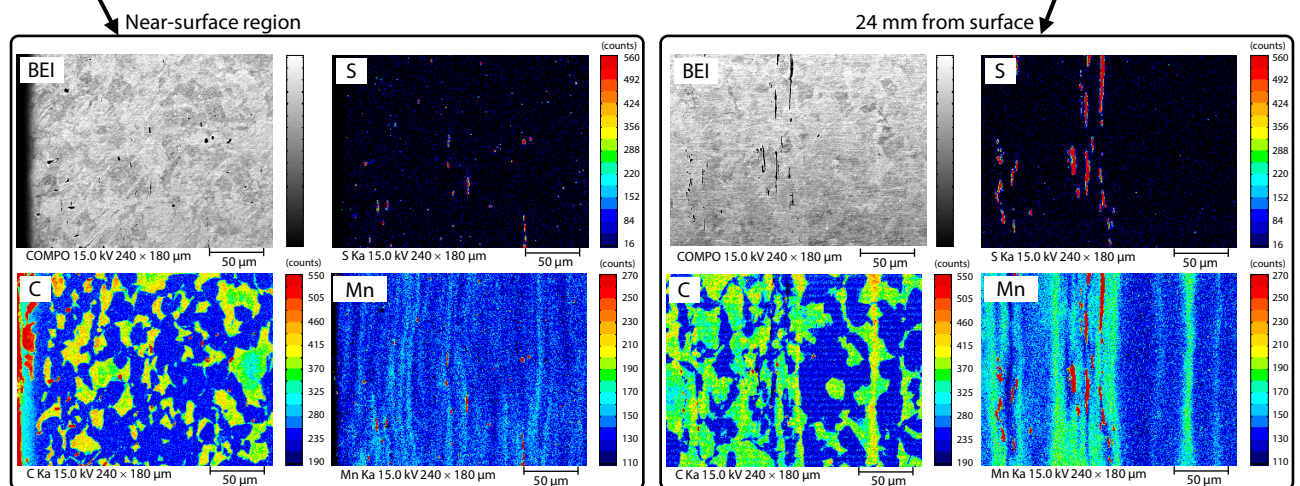 Near-surface region
24 mm from surface
BEI
S
(counts)
560
492
424
356
288
220
152
84
16
COMPO 15.0 kV 240 × 180 μm
50 μm
S Ka 15.0 kV 240 × 180 μm
50 μm
C
(counts)
550
505
460
415
370
325
280
235
190
Mn
(counts)
270
250
230
210
190
170
150
130
110
C Ka 15.0 kV 240 × 180 μm
50 μm
Mn Ka 15.0 kV 240 × 180 μm
50 μm
BEI
S
(counts)
560
492
424
356
288
220
152
84
16
COMPO 15.0 kV 240 × 180 μm
50 μm
S Ka 15.0 kV 240 × 180 μm
50 μm
C
(counts)
550
505
460
415
370
325
280
235
190
Mn
(counts)
270
250
230
210
190
170
150
130
110
C Ka 15.0 kV 240 × 180 μm
50 μm
Mn Ka 15.0 kV 240 × 180 μm
50 μm